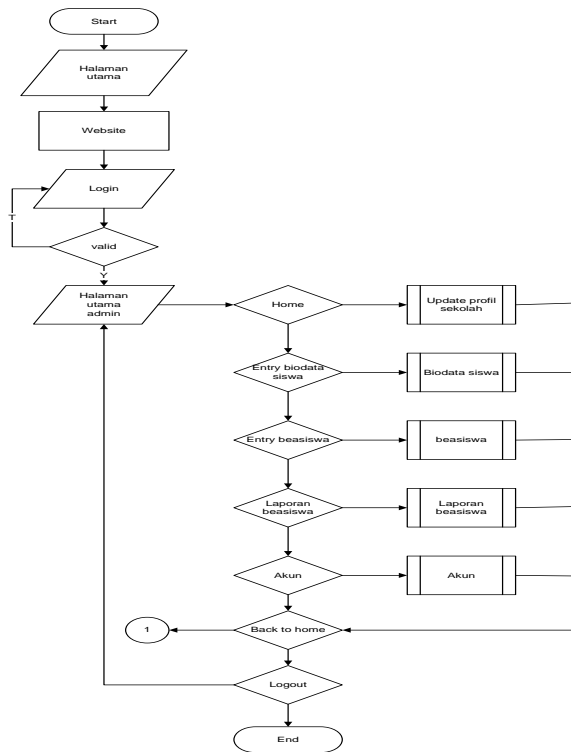 Start
Halaman
utama
Website
Login
T
valid
Y
Halaman
utama
admin
Home
Update profil
sekolah
Entry biodata
siswa
Biodata siswa
Entry beasiswa
beasiswa
Laporan
beasiswa
Laporan
beasiswa
Akun
Akun
1
Back to home
Logout
End